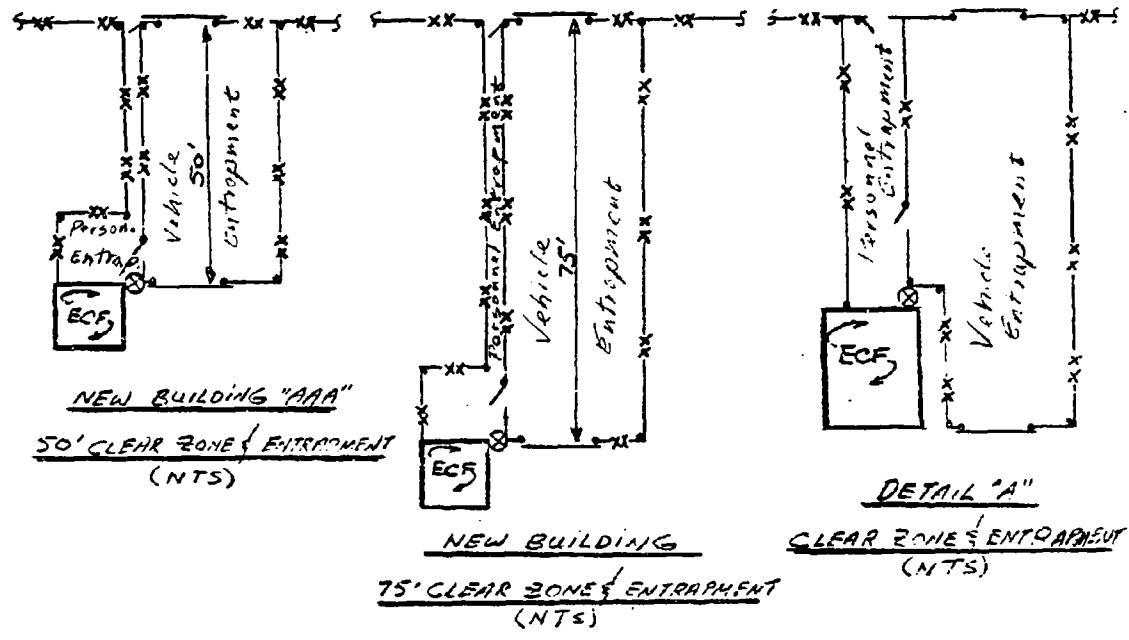 Vehicle
50'
Entrapment
Person.
Entrap.
ECF
NEW BUILDING "AAA"
50' CLEAR ZONE & ENTRAPMENT
(NTS)
Personnel Entrapment
Vehicle
75'
Entrapment
ECF
NEW BUILDING
75' CLEAR ZONE & ENTRAPMENT
(NTS)
Personnel
Entrapment
Vehicle
Entrapment
ECF
DETAIL "A"
CLEAR ZONE & ENTRAPMENT
(NTS)